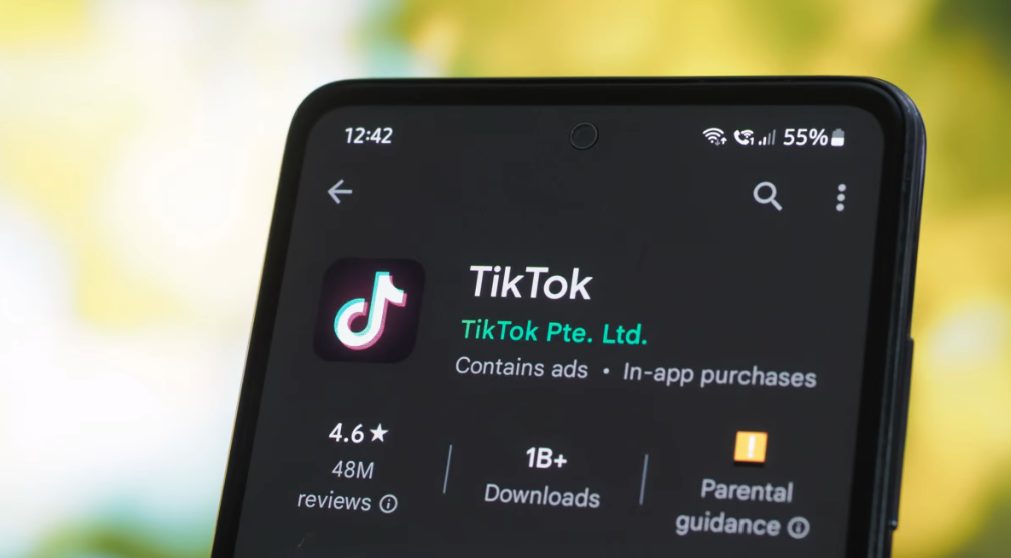 12:42
55%
TikTok
TikTok Pte. Ltd.
Contains ads • In-app purchases
4.6★
48M
reviews
1B+
Downloads
Parental
guidance